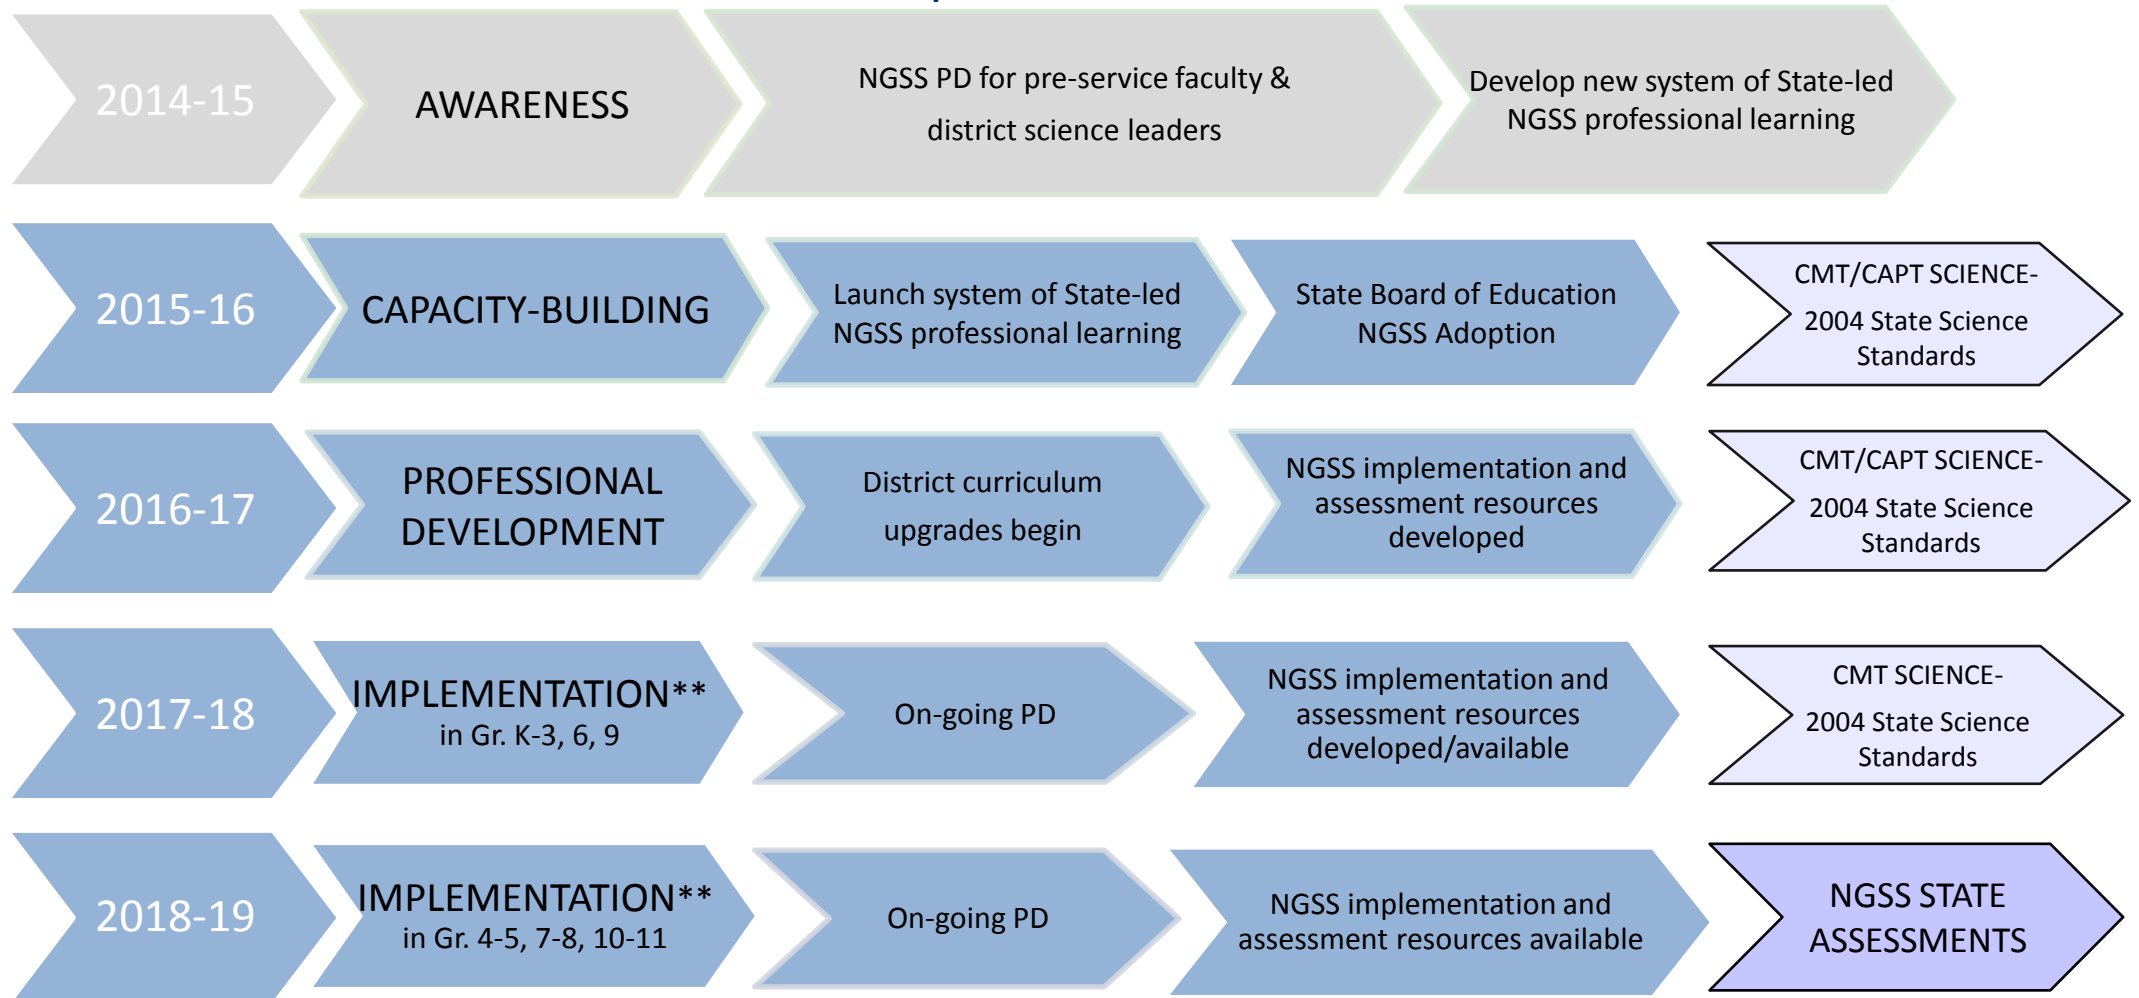 2014-15
AWARENESS
NGSS PD for pre-service faculty &
district science leaders
Develop new system of State-led
NGSS professional learning
2015-16
CAPACITY-BUILDING
Launch system of State-led
NGSS professional learning
State Board of Education
NGSS Adoption
CMT/CAPT SCIENCE-
2004 State Science
Standards
2016-17
PROFESSIONAL
DEVELOPMENT
District curriculum
upgrades begin
NGSS implementation and
assessment resources
developed
CMT/CAPT SCIENCE-
2004 State Science
Standards
2017-18
IMPLEMENTATION**
in Gr. K-3, 6, 9
On-going PD
NGSS implementation and
assessment resources
developed/available
CMT SCIENCE-
2004 State Science
Standards
2018-19
IMPLEMENTATION**
in Gr. 4-5, 7-8, 10-11
On-going PD
NGSS implementation and
assessment resources available
NGSS STATE
ASSESSMENTS